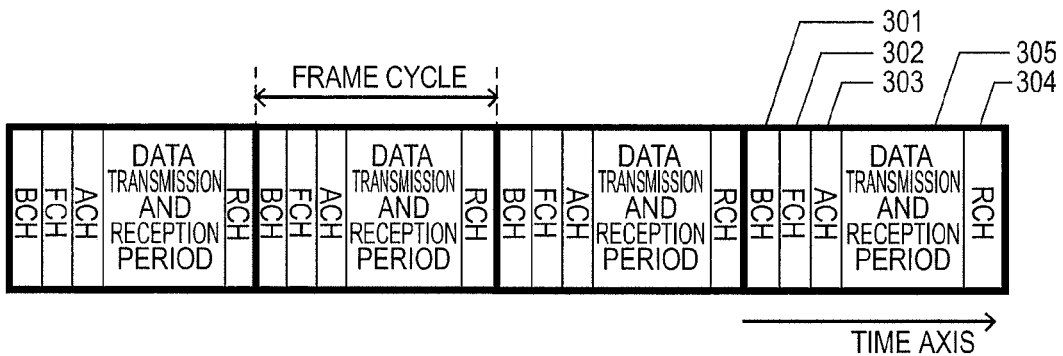 301
302
303
305
304
FRAME CYCLE
BCH
FCH
ACH
DATA
TRANSMISSION
AND
RECEPTION
PERIOD
RCH
BCH
FCH
ACH
DATA
TRANSMISSION
AND
RECEPTION
PERIOD
RCH
BCH
FCH
ACH
DATA
TRANSMISSION
AND
RECEPTION
PERIOD
RCH
BCH
FCH
ACH
DATA
TRANSMISSION
AND
RECEPTION
PERIOD
RCH
TIME AXIS